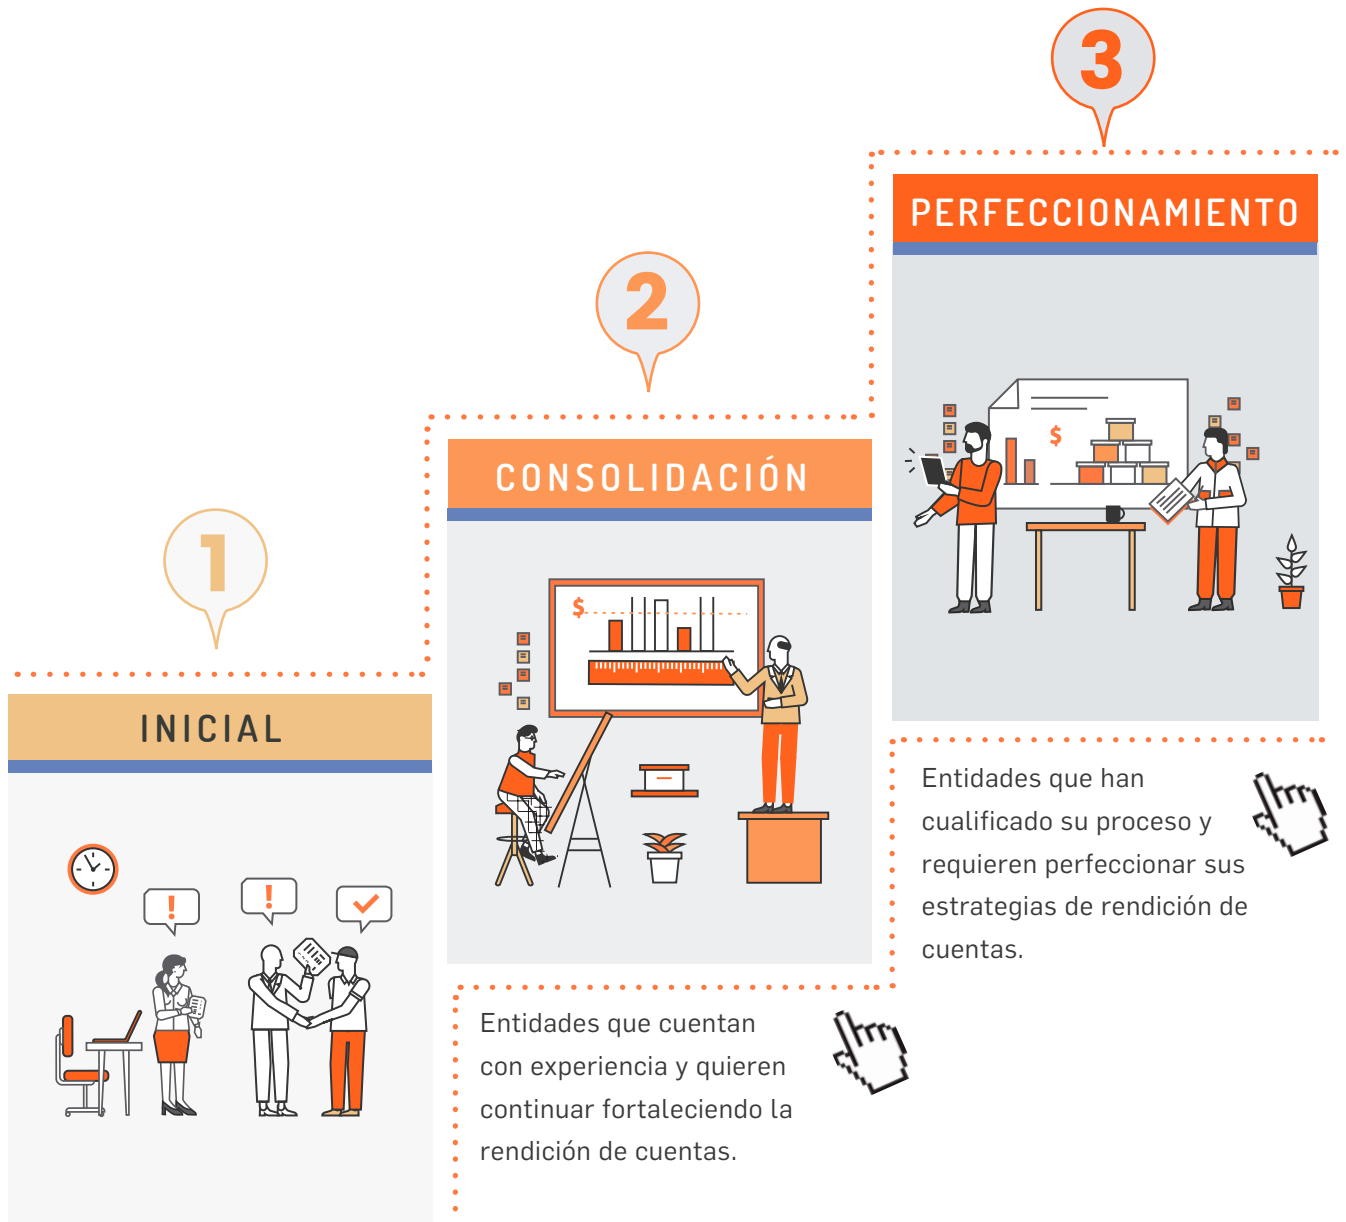 1
INICIAL
!
!
2
CONSOLIDACIÓN
$
Entidades que cuentan
con experiencia y quieren
continuar fortaleciendo la
rendición de cuentas.
3
PERFECCIONAMIENTO
$
Entidades que han
cualificado su proceso y
requieren perfeccionar sus
estrategias de rendición de
cuentas.